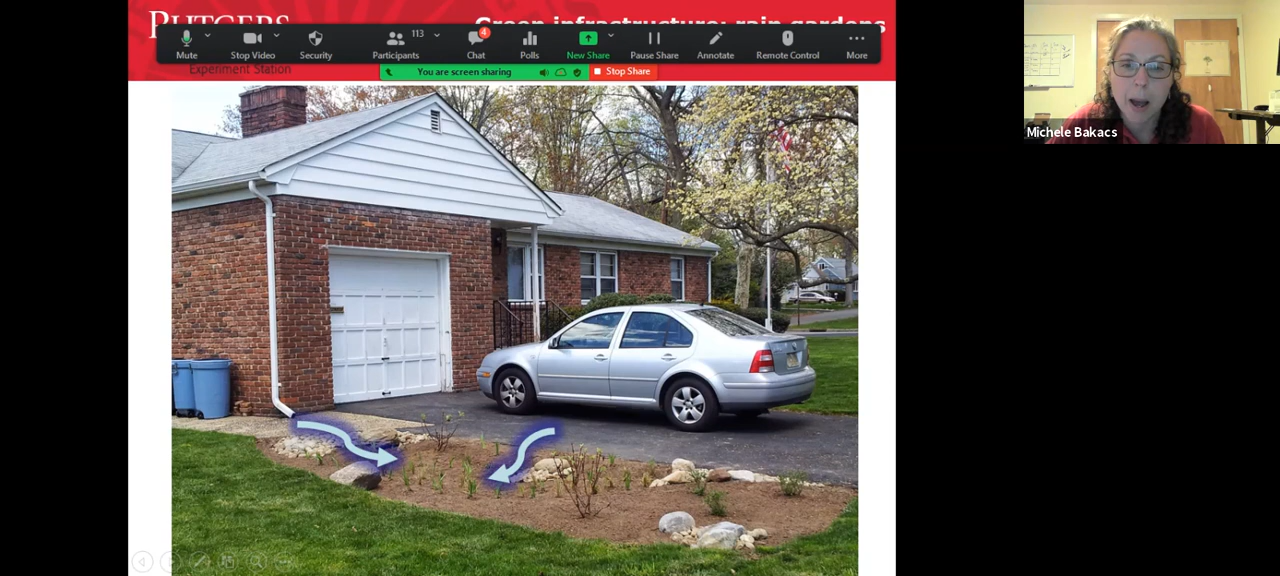 RUTGERS
Green infrastructure: rain gardens
Mute
Stop Video
Security
Participants
113
Chat
4
Polls
New Share
Pause Share
Annotate
Remote Control
More
Experiment Station
You are screen sharing
Stop Share
Michele Bakacs